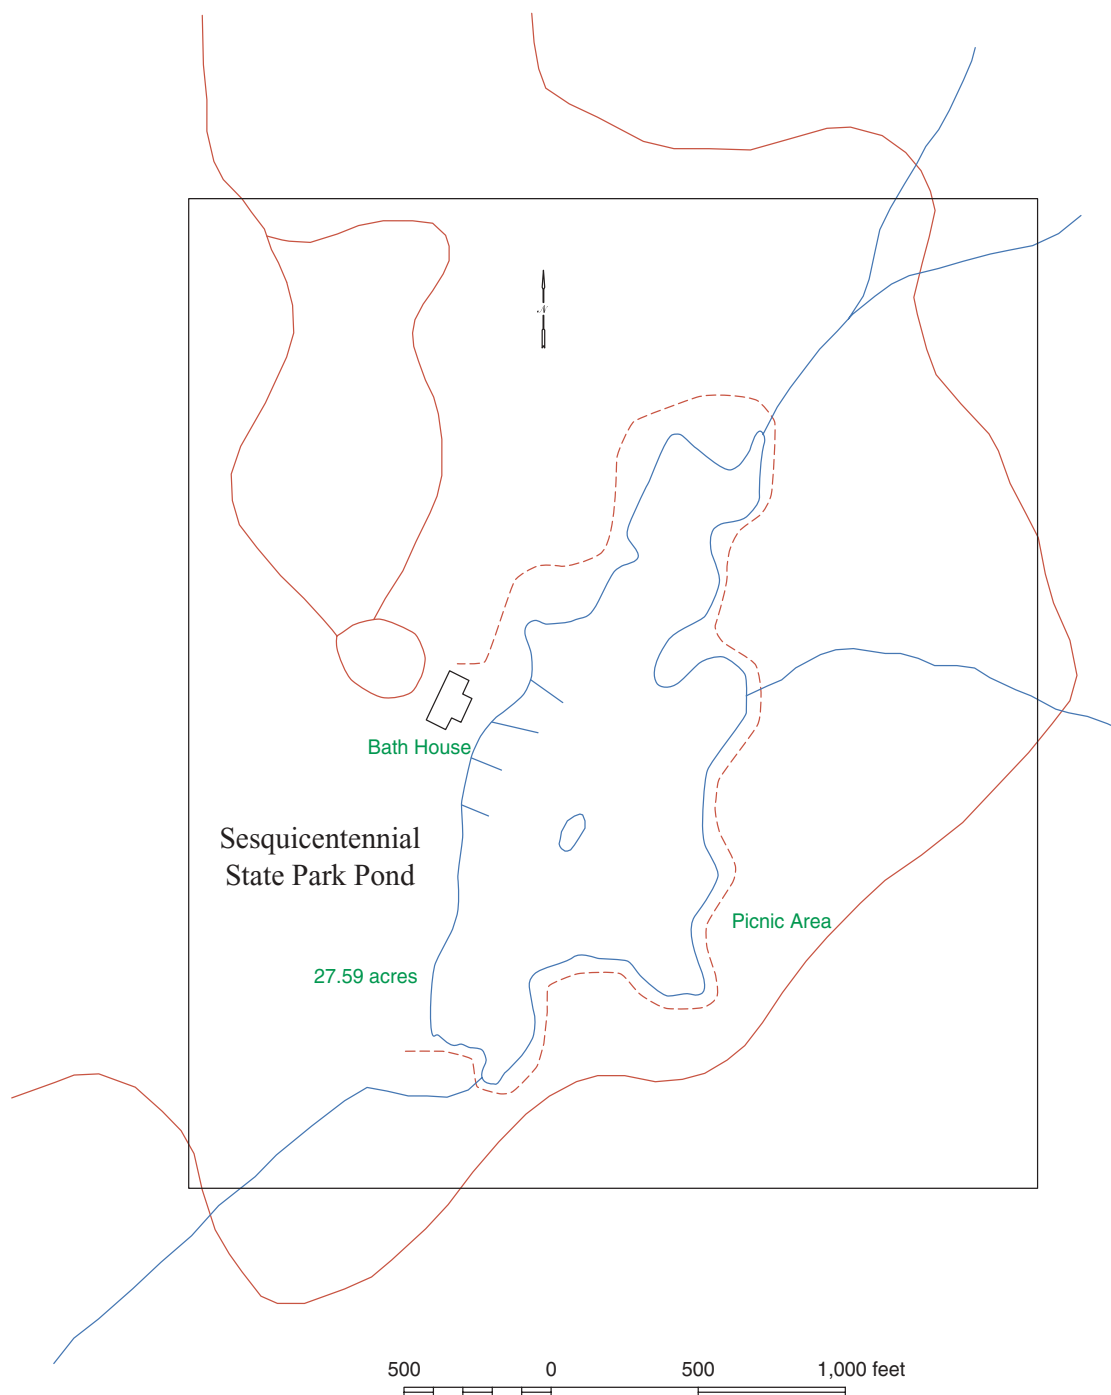 N
Bath House
Sesquicentennial
State Park Pond
Picnic Area
27.59 acres
500 0 500 1,000 feet